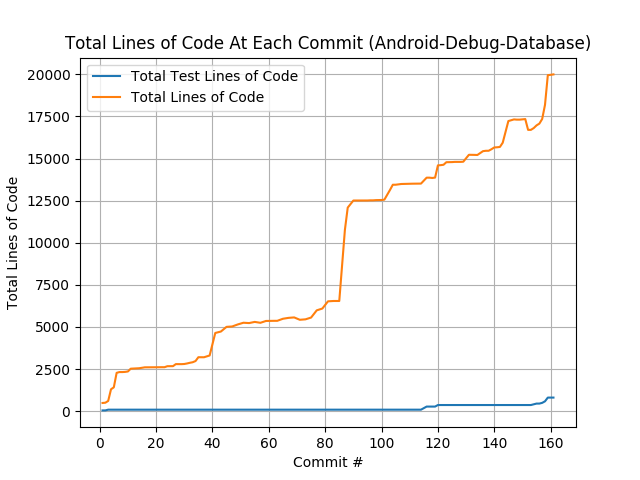 Total Lines of Code At Each Commit (Android-Debug-Database)
Total Test Lines of Code
Total Lines of Code
20000
17500
15000
12500
10000
7500
5000
2500
0
Total Lines of Code
0 20 40 60 80 100 120 140 160
Commit #